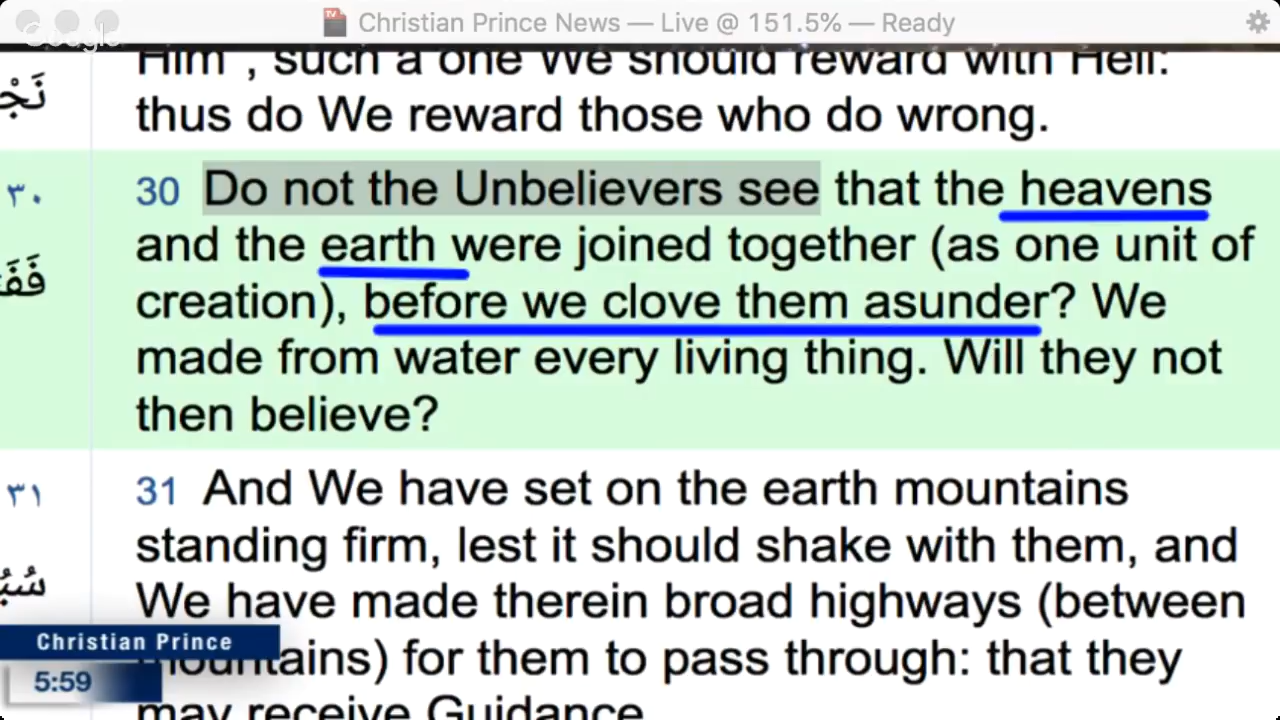 Christian Prince News — Live @ 151.5% — Ready
Google
Him , such a one We should reward with Hell:
thus do We reward those who do wrong.
٣٠
30 Do not the Unbelievers see that the heavens
and the earth were joined together (as one unit of
creation), before we clove them asunder? We
made from water every living thing. Will they not
then believe?
٣١
31 And We have set on the earth mountains
standing firm, lest it should shake with them, and
We have made therein broad highways (between
mountains) for them to pass through: that they
may receive Guidance
Christian Prince
5:59